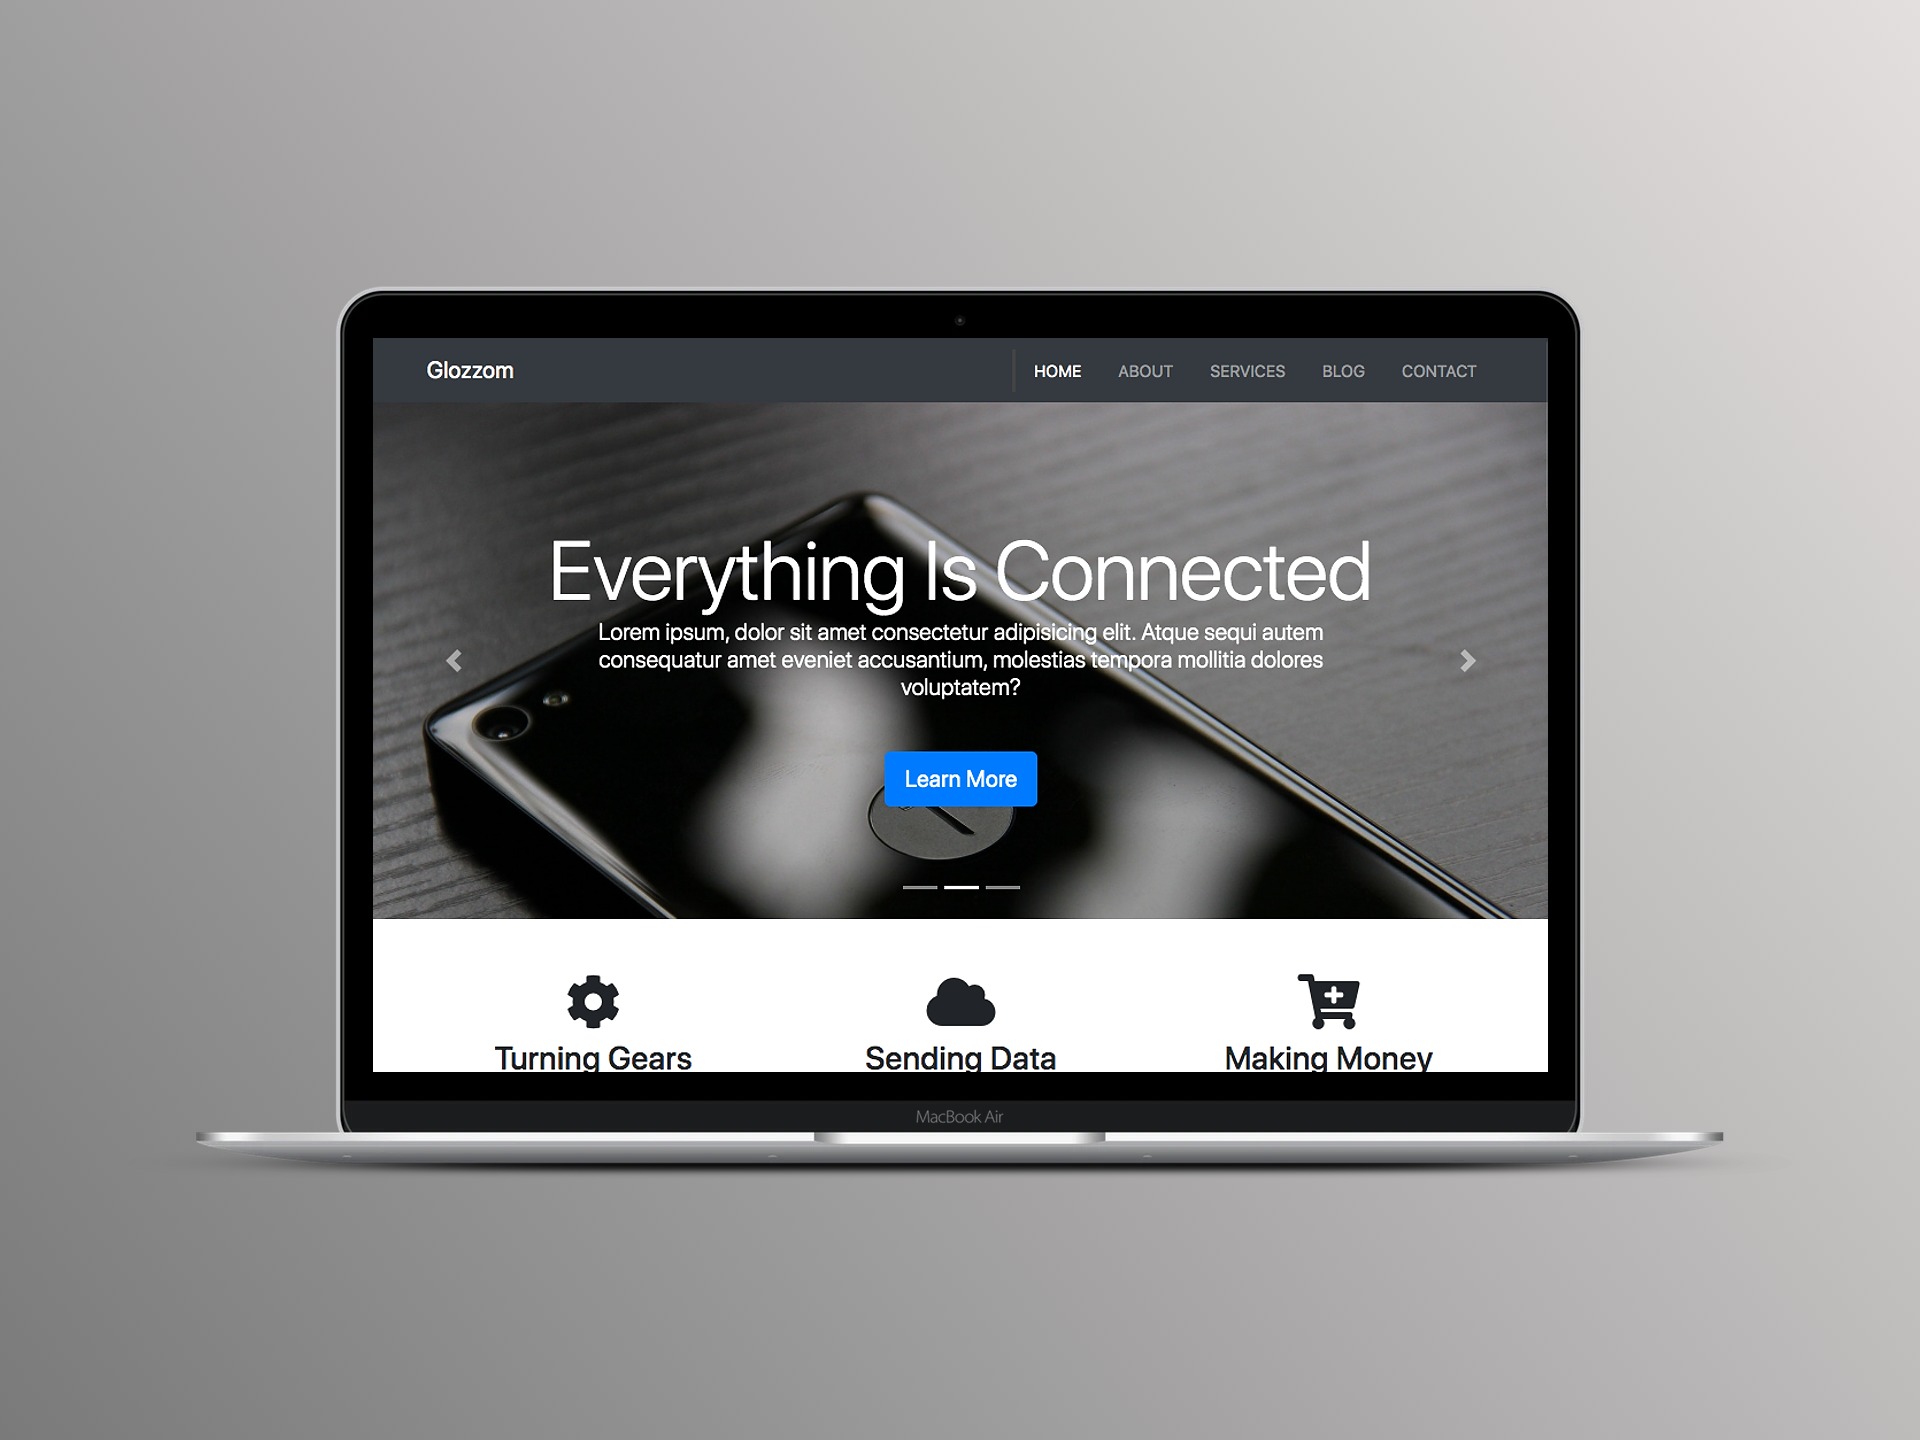 Glozzom
HOME ABOUT SERVICES BLOG CONTACT
Everything Is Connected
Lorem ipsum, dolor sit amet consectetur adipisicing elit. Atque sequi autem
consequatur amet eveniet accusantium, molestias tempora mollitia dolores
voluptatem?
Learn More
Turning Gears
Sending Data
Making Money
MacBook Air